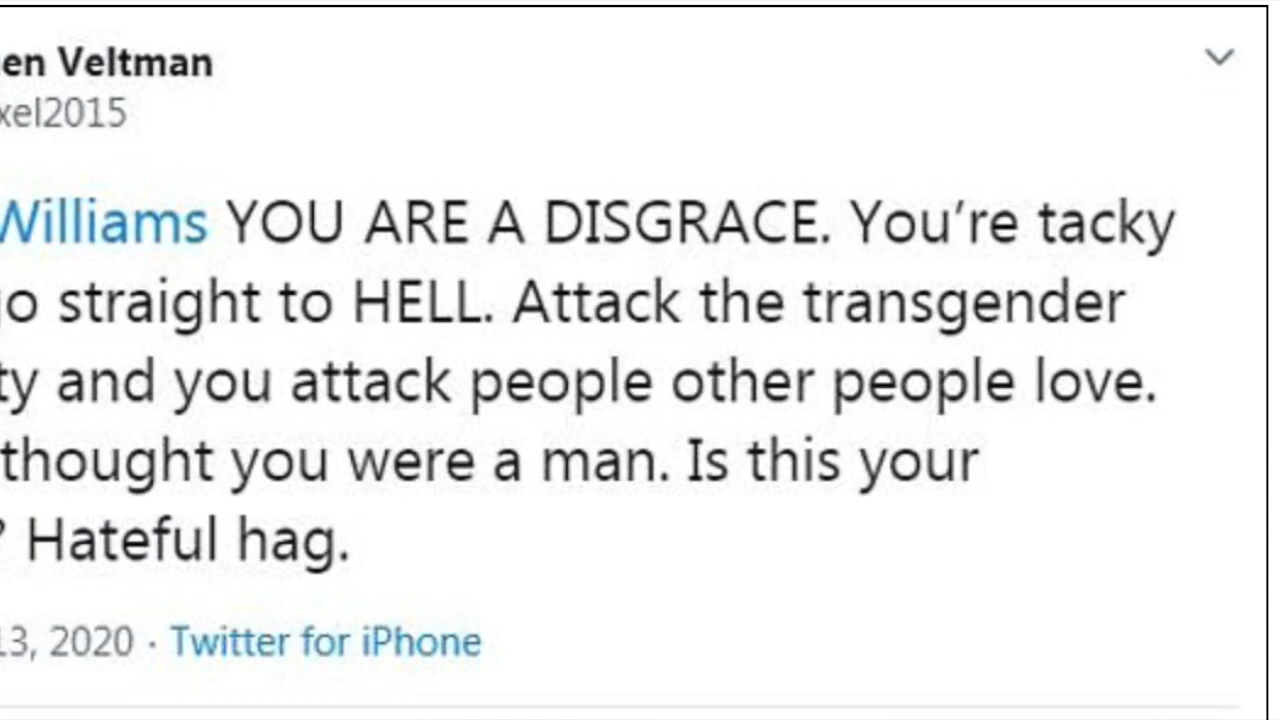 en Veltman
xel2015
Williams YOU ARE A DISGRACE. You're tacky
o straight to HELL. Attack the transgender
ty and you attack people other people love.
thought you were a man. Is this your
? Hateful hag.
13, 2020 · Twitter for iPhone